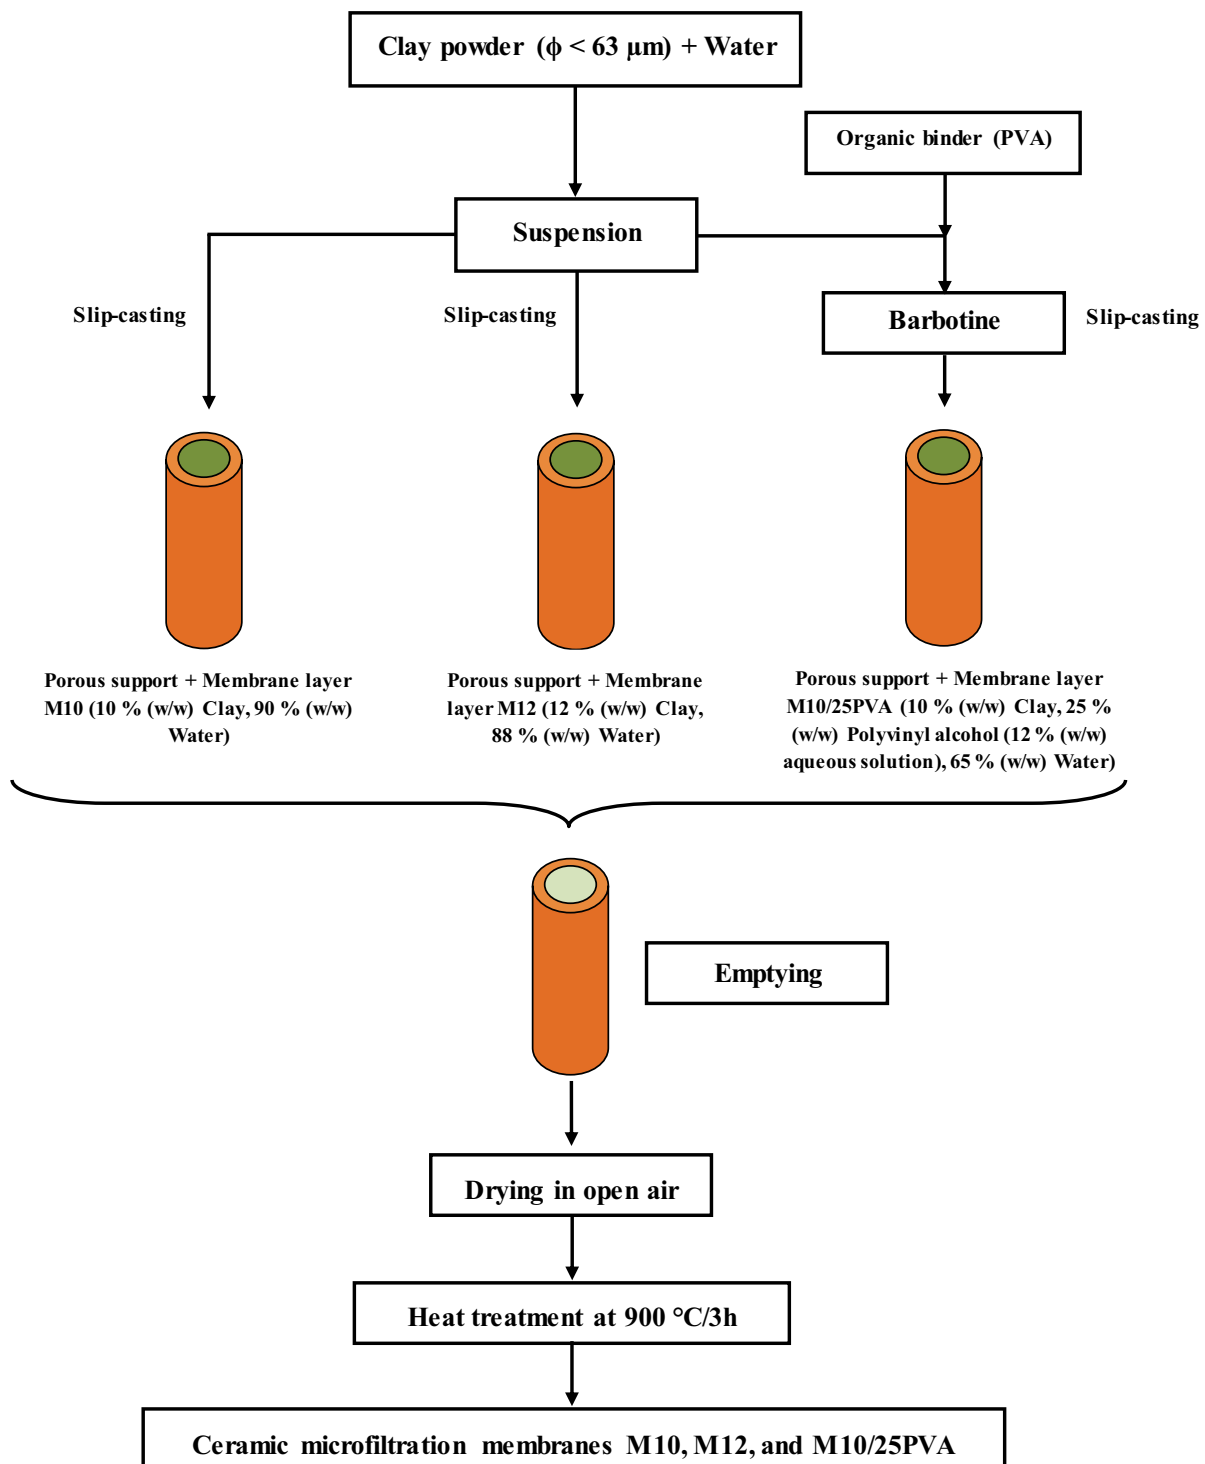 Clay powder (ϕ < 63 µm) + Water
Organic binder (PVA)
Suspension
Slip-casting
Slip-casting
Barbotine
Slip-casting
Porous support + Membrane layer
M10 (10 % (w/w) Clay, 90 % (w/w)
Water)
Porous support + Membrane
layer M12 (12 % (w/w) Clay,
88 % (w/w) Water)
Porous support + Membrane layer
M10/25PVA (10 % (w/w) Clay, 25 %
(w/w) Polyvinyl alcohol (12 % (w/w)
aqueous solution), 65 % (w/w) Water)
Emptying
Drying in open air
Heat treatment at 900 °C/3h
Ceramic microfiltration membranes M10, M12, and M10/25PVA